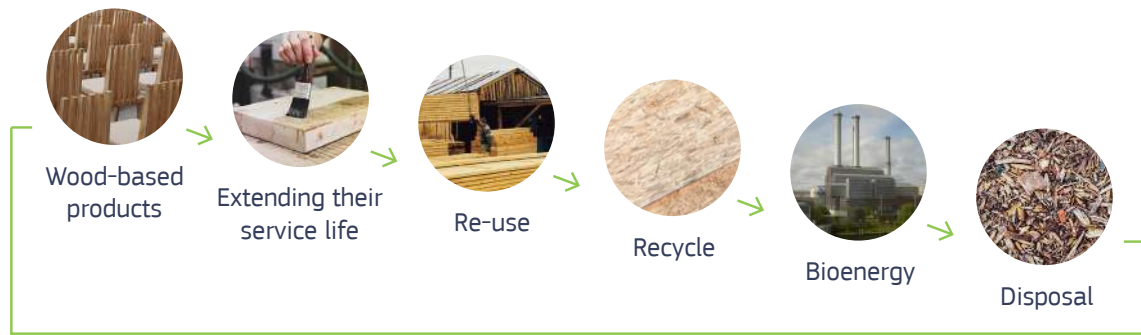 Wood-based
products
Extending their
service life
Re-use
Recycle
Bioenergy
Disposal